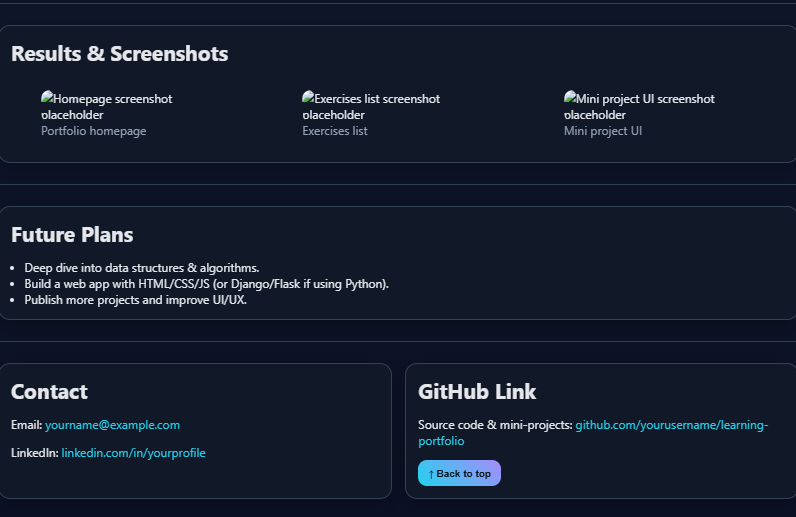 Results & Screenshots
Homepage screenshot
placeholder
Portfolio homepage
Exercises list screenshot
placeholder
Exercises list
Mini project UI screenshot
placeholder
Mini project UI
Future Plans
• Deep dive into data structures & algorithms.
• Build a web app with HTML/CSS/JS (or Django/Flask if using Python).
• Publish more projects and improve UI/UX.
Contact
Email: yourname@example.com
LinkedIn: linkedin.com/in/yourprofile
GitHub Link
Source code & mini-projects: github.com/yourusername/learning-
portfolio
↑ Back to top